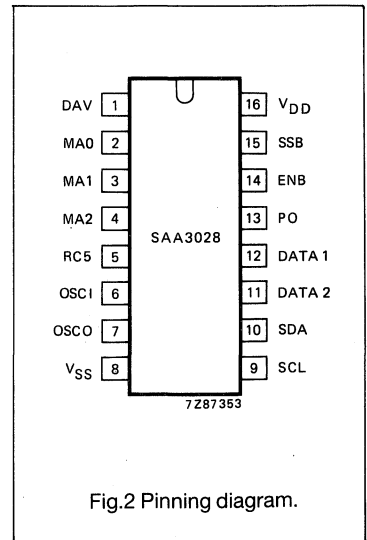 DAV 1 16 VDD
MA0 2 15 SSB
MA1 3 14 ENB
MA2 4 13 PO
SAA3028
RC5 5 12 DATA 1
OSCI 6 11 DATA 2
OSCO 7 10 SDA
VSS 8 9 SCL
7Z87353
Fig.2 Pinning diagram.